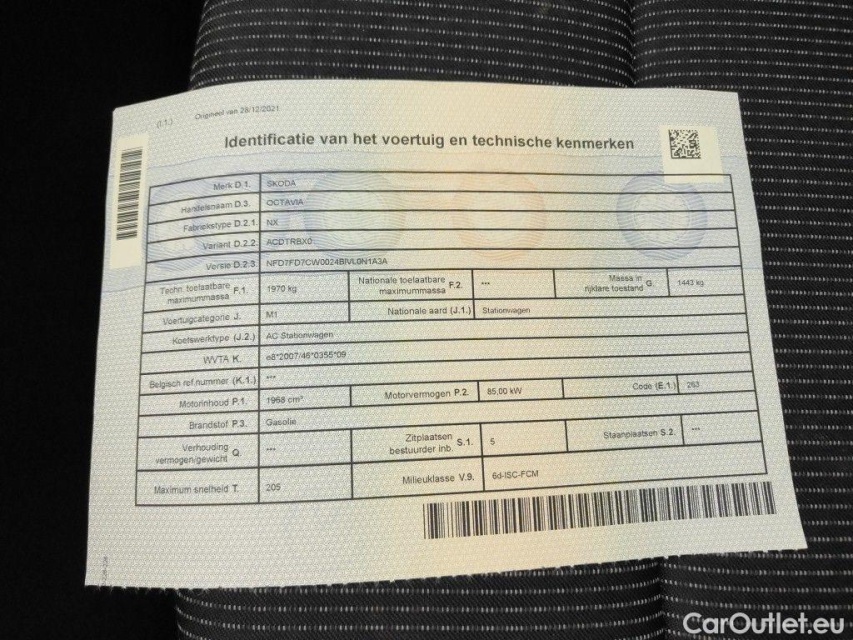 (I.1.) Origineel van 28/12/2021
Identificatie van het voertuig en technische kenmerken
Merk D.1. SKODA
Handelsnaam D.3. OCTAVIA
Fabriekstype D.2.1. NX
Variant D.2.2. ACDTRBX0
Versie D.2.3. NFD7FD7CW0024BIVL0N1A3A
Techn. toelaatbare maximummassa F.1. 1970 kg Nationale toelaatbare maximummassa F.2. --- Massa in rijklare toestand G. 1443 kg
Voertuigcategorie J. M1 Nationale aard (J.1.) Stationwagen
Koetswerktype (J.2.) AC Stationwagen
WVTA K. e8*2007/46*0355*09
Belgisch ref.nummer (K.1.) ---
Motorinhoud P.1. 1968 cm³ Motorvermogen P.2. 85,00 kW Code (E.1.) 263
Brandstof P.3. Gasolie
Verhouding vermogen/gewicht Q. --- Zitplaatsen bestuurder inb. S.1. 5 Staanplaatsen S.2. ---
Maximum snelheid T. 205 Milieuklasse V.9. 6d-ISC-FCM
CarOutlet.eu